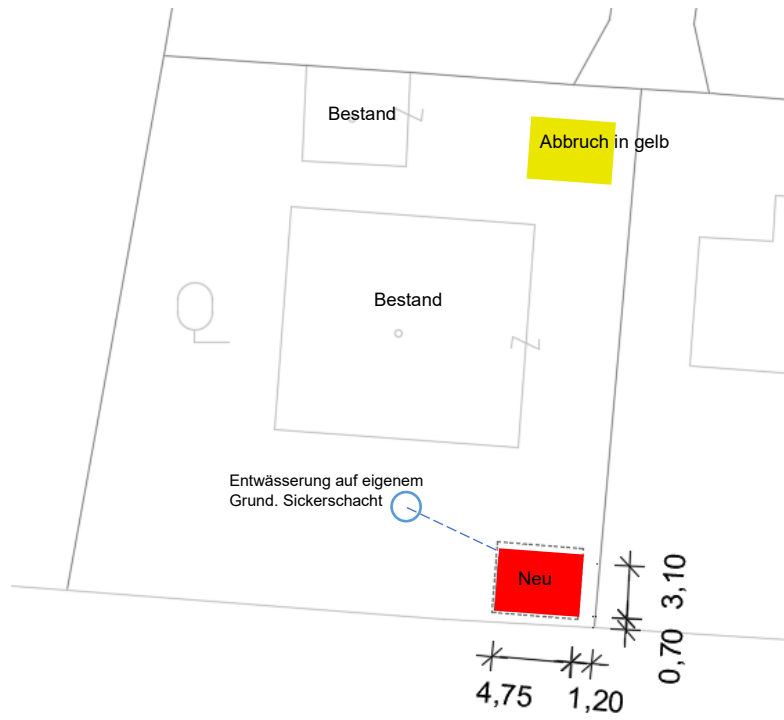 Bestand
Abbruch in gelb
Bestand
Entwässerung auf eigenem
Grund. Sickerschacht
Neu
3,10
0,70
4,75
1,20